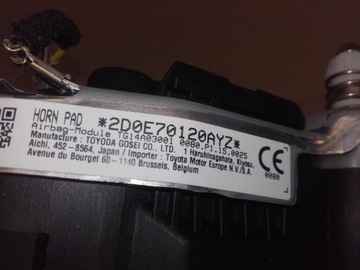 HORN PAD *2D0E70120AYZ*
Airbag-Module TG14A03001 0080.P1.15.0025
Manufacture : TOYODA GOSEI CO., LTD. 1 Haruhinagahata, Kiyosu,
Aichi, 452-8564, Japan / Importer : Toyota Motor Europe N.V./S.A.
Avenue du Bourget 60 - 1140 Brussels, Belgium
CE
0080